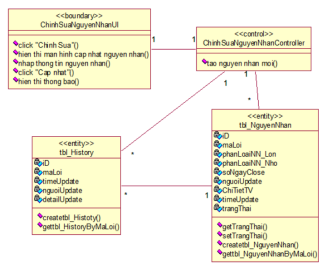 <<boundary>>
ChinhSuaNguyenNhanUI
click "Chinh Sua"()
hien thi man hinh cap nhat nguyen nhan()
nhap thong tin nguyen nhan()
click "Cap nhat"()
hien thi thong bao()
1
1
<<control>>
ChinhSuaNguyenNhanController
tao nguyen nhan moi()
1
1
*
*
<<entity>>
tbl_History
iD
maLoi
timeUpdate
nguoiUpdate
detailUpdate
createtbl_Histoty()
gettbl_HistoryByMaLoi()
*
1
<<entity>>
tbl_NguyenNhan
iD
maLoi
phanLoaiNN_Lon
phanLoaiNN_Nho
soNgayClose
nguoiUpdate
ChiTietTV
timeUpdate
trangThai
getTrangThai()
setTrangThai()
createtbl_NguyenNhan()
gettbl_NguyenNhanByMaLoi()